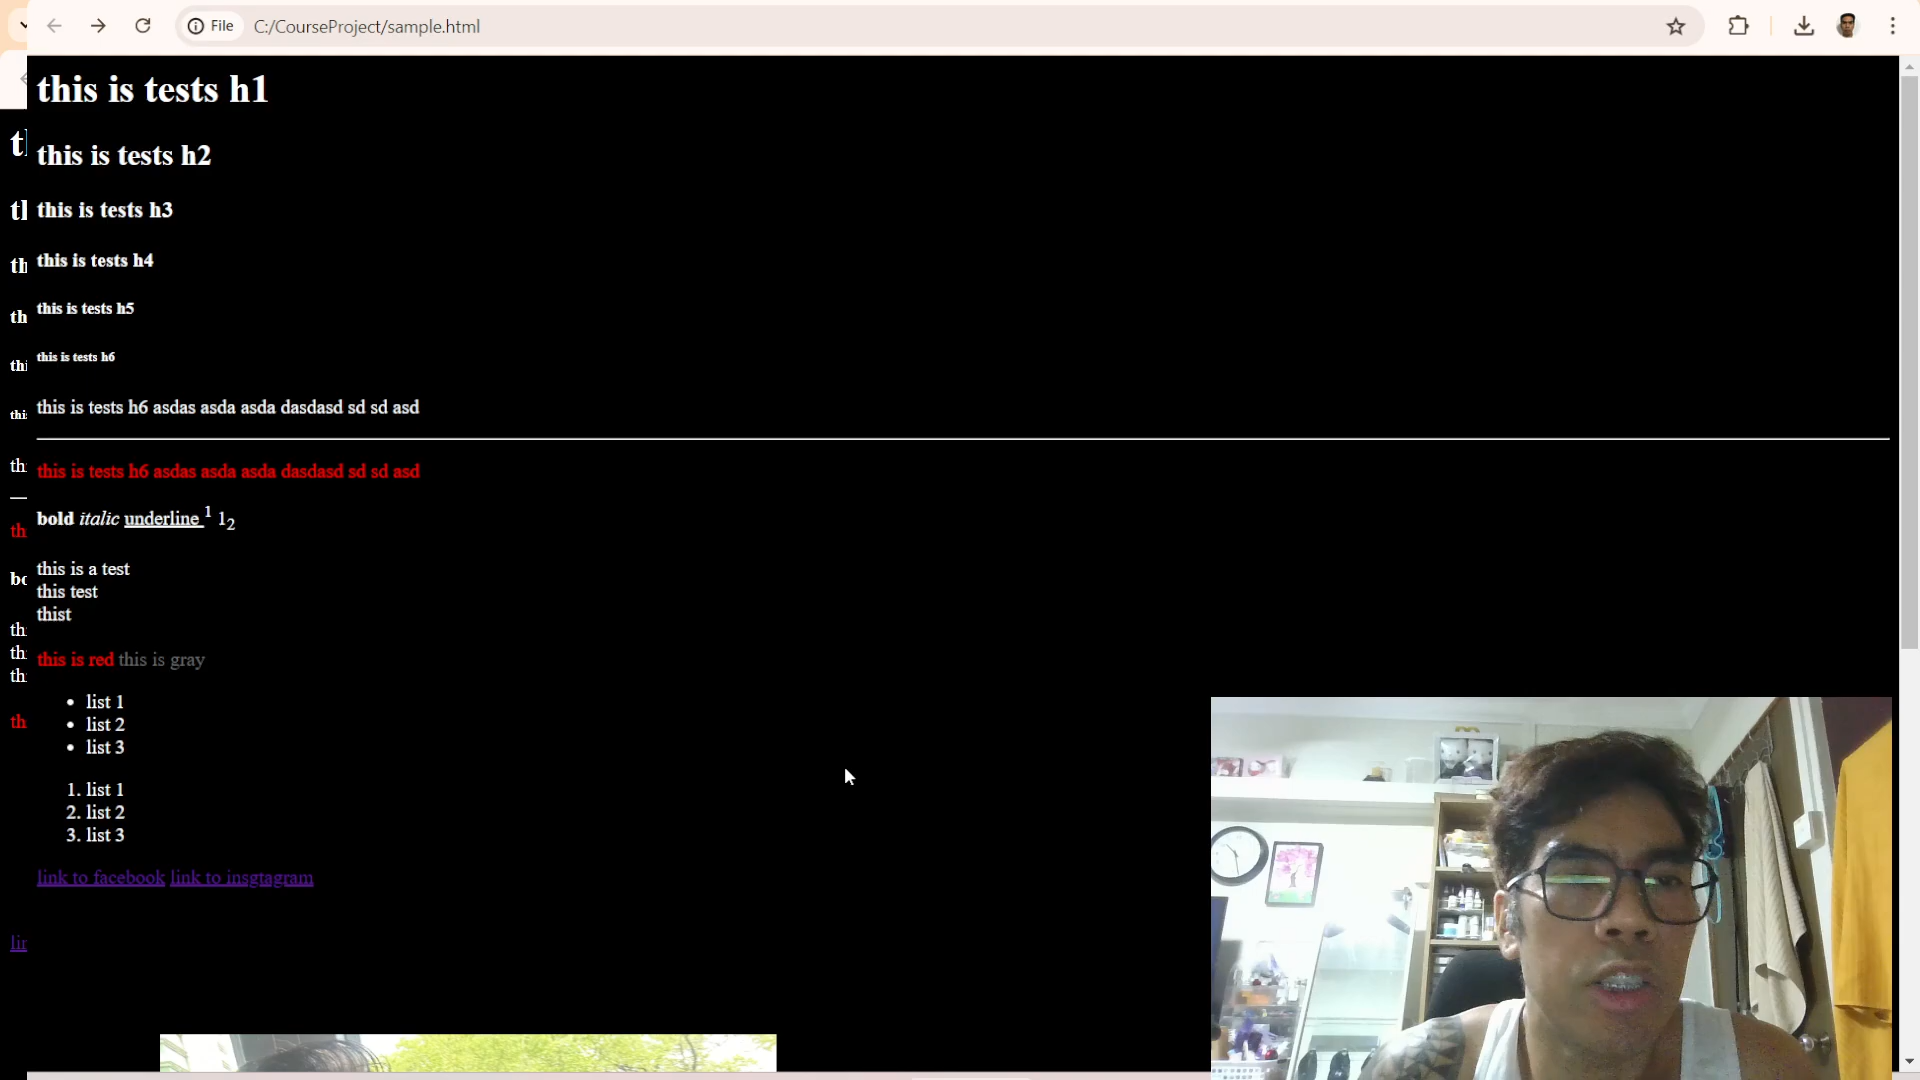 File C:/CourseProject/sample.html
this is tests h1
this is tests h2
this is tests h3
this is tests h4
this is tests h5
this is tests h6
this is tests h6 asdas asda asda dasdasd sd sd asd
this is tests h6 asdas asda asda dasdasd sd sd asd
bold italic underline 1 12
this is a test
this test
thist
this is red this is gray
• list 1
• list 2
• list 3
1. list 1
2. list 2
3. list 3
link to facebook link to insgtagram